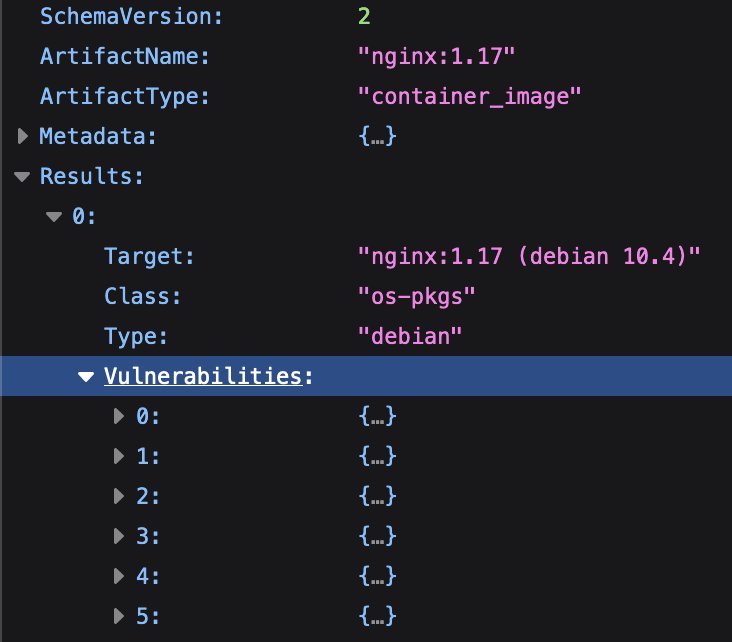 SchemaVersion: 2
ArtifactName: "nginx:1.17"
ArtifactType: "container_image"
Metadata: {…}
Results:
0:
Target: "nginx:1.17 (debian 10.4)"
Class: "os-pkgs"
Type: "debian"
Vulnerabilities:
0: {…}
1: {…}
2: {…}
3: {…}
4: {…}
5: {…}